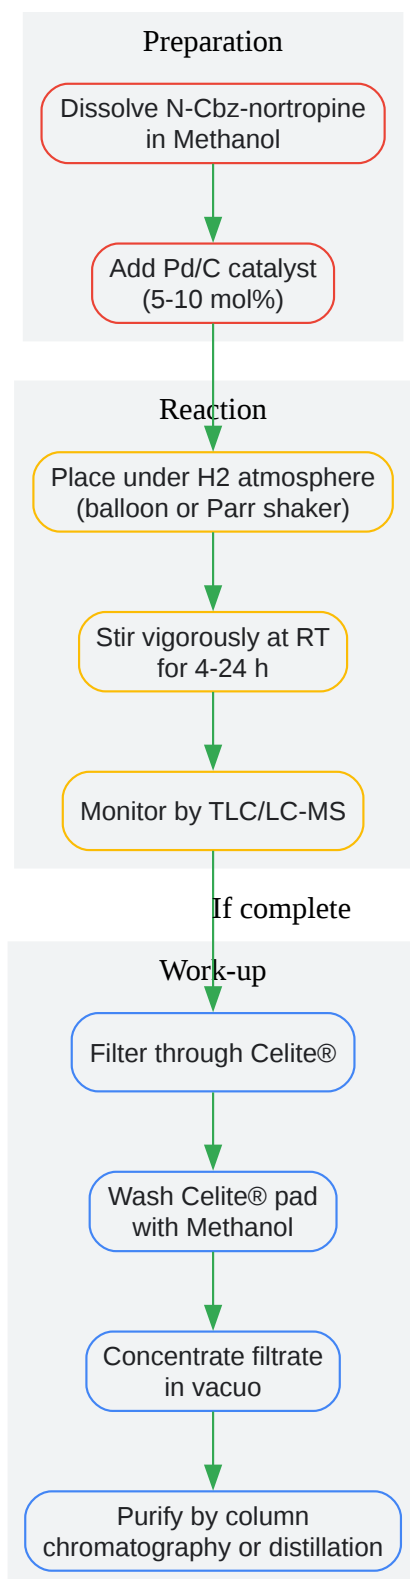 Preparation
Dissolve N-Cbz-nortropine
in Methanol
Add Pd/C catalyst
(5-10 mol%)
Reaction
Place under H2 atmosphere
(balloon or Parr shaker)
Stir vigorously at RT
for 4-24 h
Monitor by TLC/LC-MS
If complete
Work-up
Filter through Celite®
Wash Celite® pad
with Methanol
Concentrate filtrate
in vacuo
Purify by column
chromatography or distillation